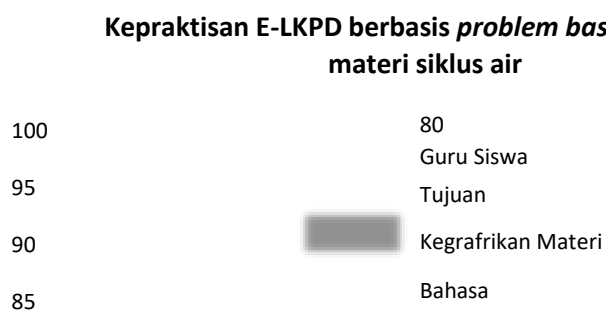 Kepraktisan E-LKPD berbasis problem bas
materi siklus air
100
95
90
85
80
Guru Siswa
Tujuan
Kegrafrikan Materi
Bahasa